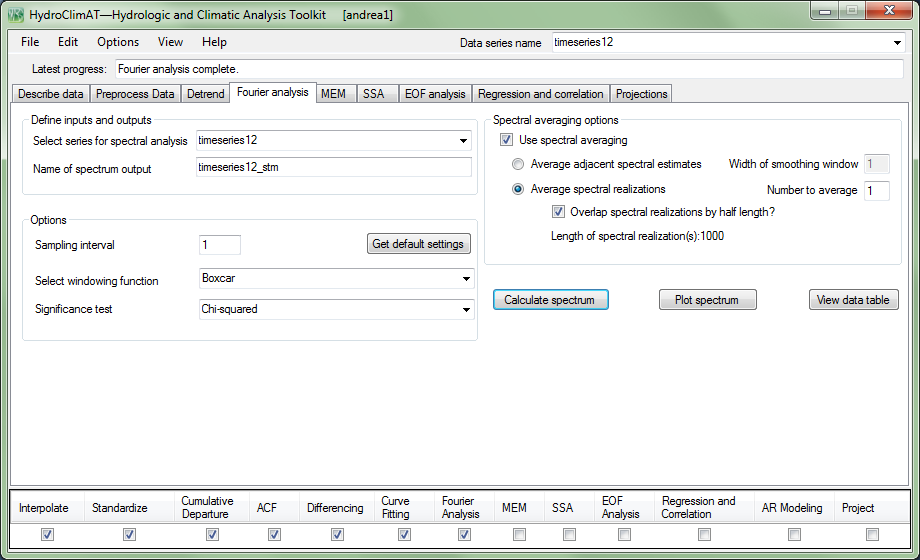 HydroClimAT—Hydrologic and Climatic Analysis Toolkit [andrea1]
File Edit Options View Help
Data series name timeseries12
Latest progress: Fourier analysis complete.
Describe data Preprocess Data Detrend Fourier analysis MEM SSA EOF analysis Regression and correlation Projections
Define inputs and outputs
Select series for spectral analysis timeseries12
Name of spectrum output timeseries12_stm
Options
Sampling interval 1 Get default settings
Select windowing function Boxcar
Significance test Chi-squared
Spectral averaging options
Use spectral averaging
Average adjacent spectral estimates Width of smoothing window 1
Average spectral realizations Number to average 1
Overlap spectral realizations by half length?
Length of spectral realization(s):1000
Calculate spectrum Plot spectrum View data table
Interpolate Standardize Cumulative Departure ACF Differencing Curve Fitting Fourier Analysis MEM SSA EOF Analysis Regression and Correlation AR Modeling Project